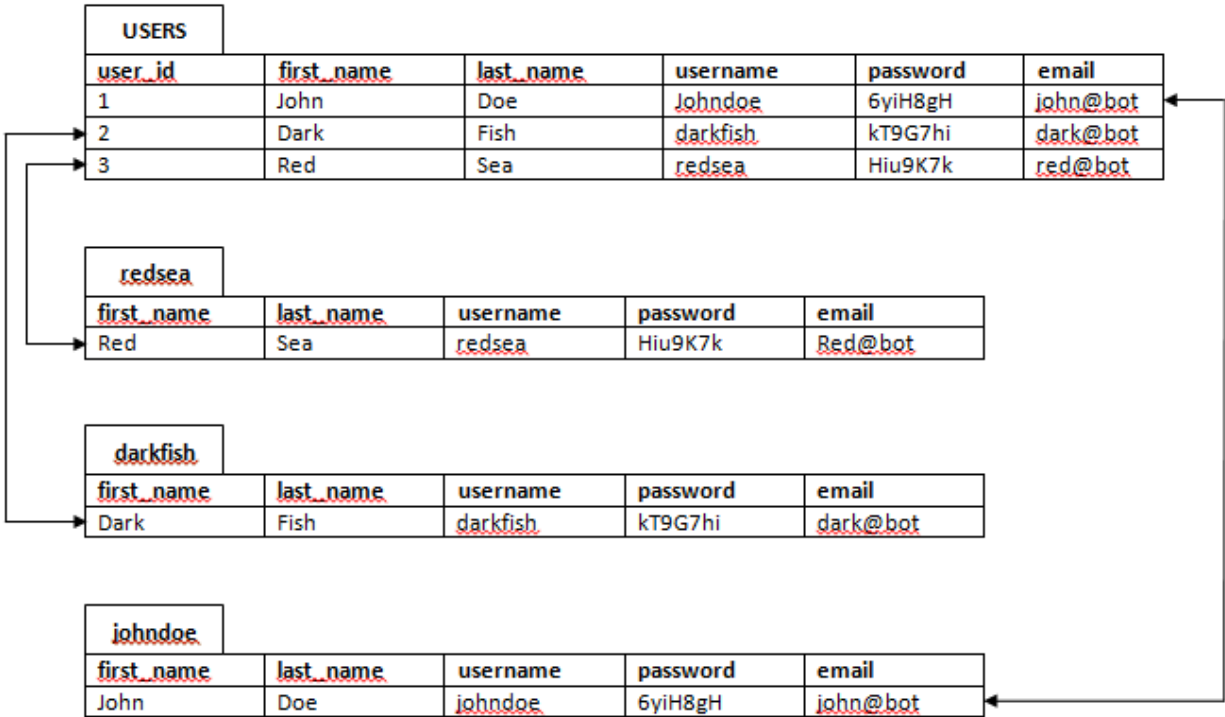 USERS
user_id first_name last_name username password email
1 John Doe Johndoe 6yiH8gH john@bot
2 Dark Fish darkfish kT9G7hi dark@bot
3 Red Sea redsea Hiu9K7k red@bot
redsea
first_name last_name username password email
Red Sea redsea Hiu9K7k Red@bot
darkfish
first_name last_name username password email
Dark Fish darkfish kT9G7hi dark@bot
johndoe
first_name last_name username password email
John Doe johndoe 6yiH8gH john@bot